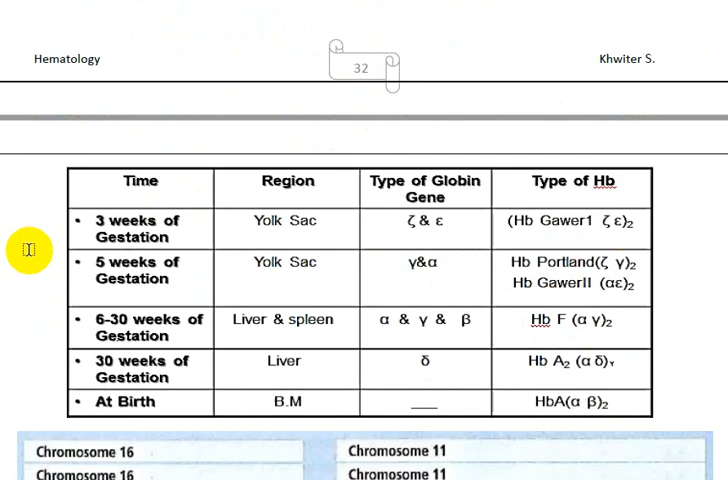 Hematology
32
Khwiter S.
Time Region Type of Globin Gene Type of Hb
• 3 weeks of Gestation Yolk Sac ζ & ε (Hb Gawer1 ζ ε)2
• 5 weeks of Gestation Yolk Sac γ&α Hb Portland(ζ γ)2
Hb GawerII (αε)2
• 6-30 weeks of Gestation Liver & spleen α & γ & β Hb F (α γ)2
• 30 weeks of Gestation Liver δ Hb A2 (α δ)٢
• At Birth B.M ___ HbA(α β)2
Chromosome 16 Chromosome 11
Chromosome 16 Chromosome 11